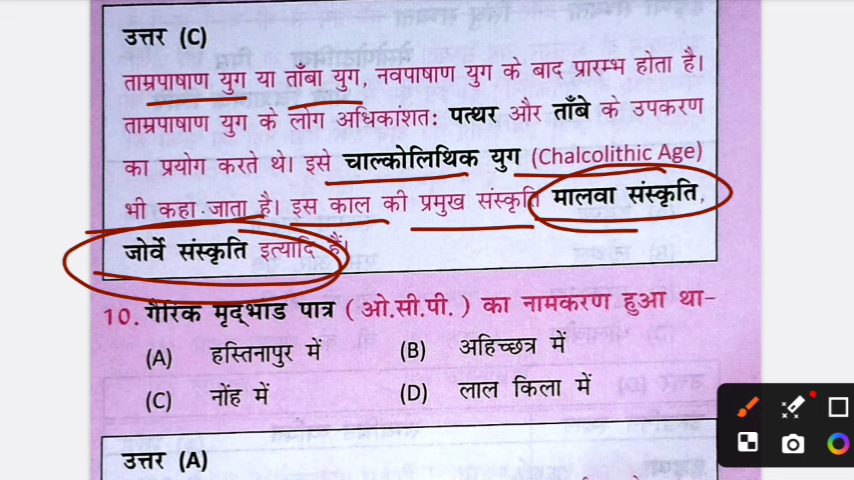 उत्तर (C)
ताम्रपाषाण युग या ताँबा युग, नवपाषाण युग के बाद प्रारम्भ होता है।
ताम्रपाषाण युग के लोग अधिकांशतः पत्थर और ताँबे के उपकरण
का प्रयोग करते थे। इसे चाल्कोलिथिक युग (Chalcolithic Age)
भी कहा जाता है। इस काल की प्रमुख संस्कृति मालवा संस्कृति,
जोर्वे संस्कृति इत्यादि हैं।
10. गैरिक मृद्भांड पात्र (ओ.सी.पी.) का नामकरण हुआ था–
(A) हस्तिनापुर में (B) अहिच्छत्र में
(C) नोंह में (D) लाल किला में
उत्तर (A)